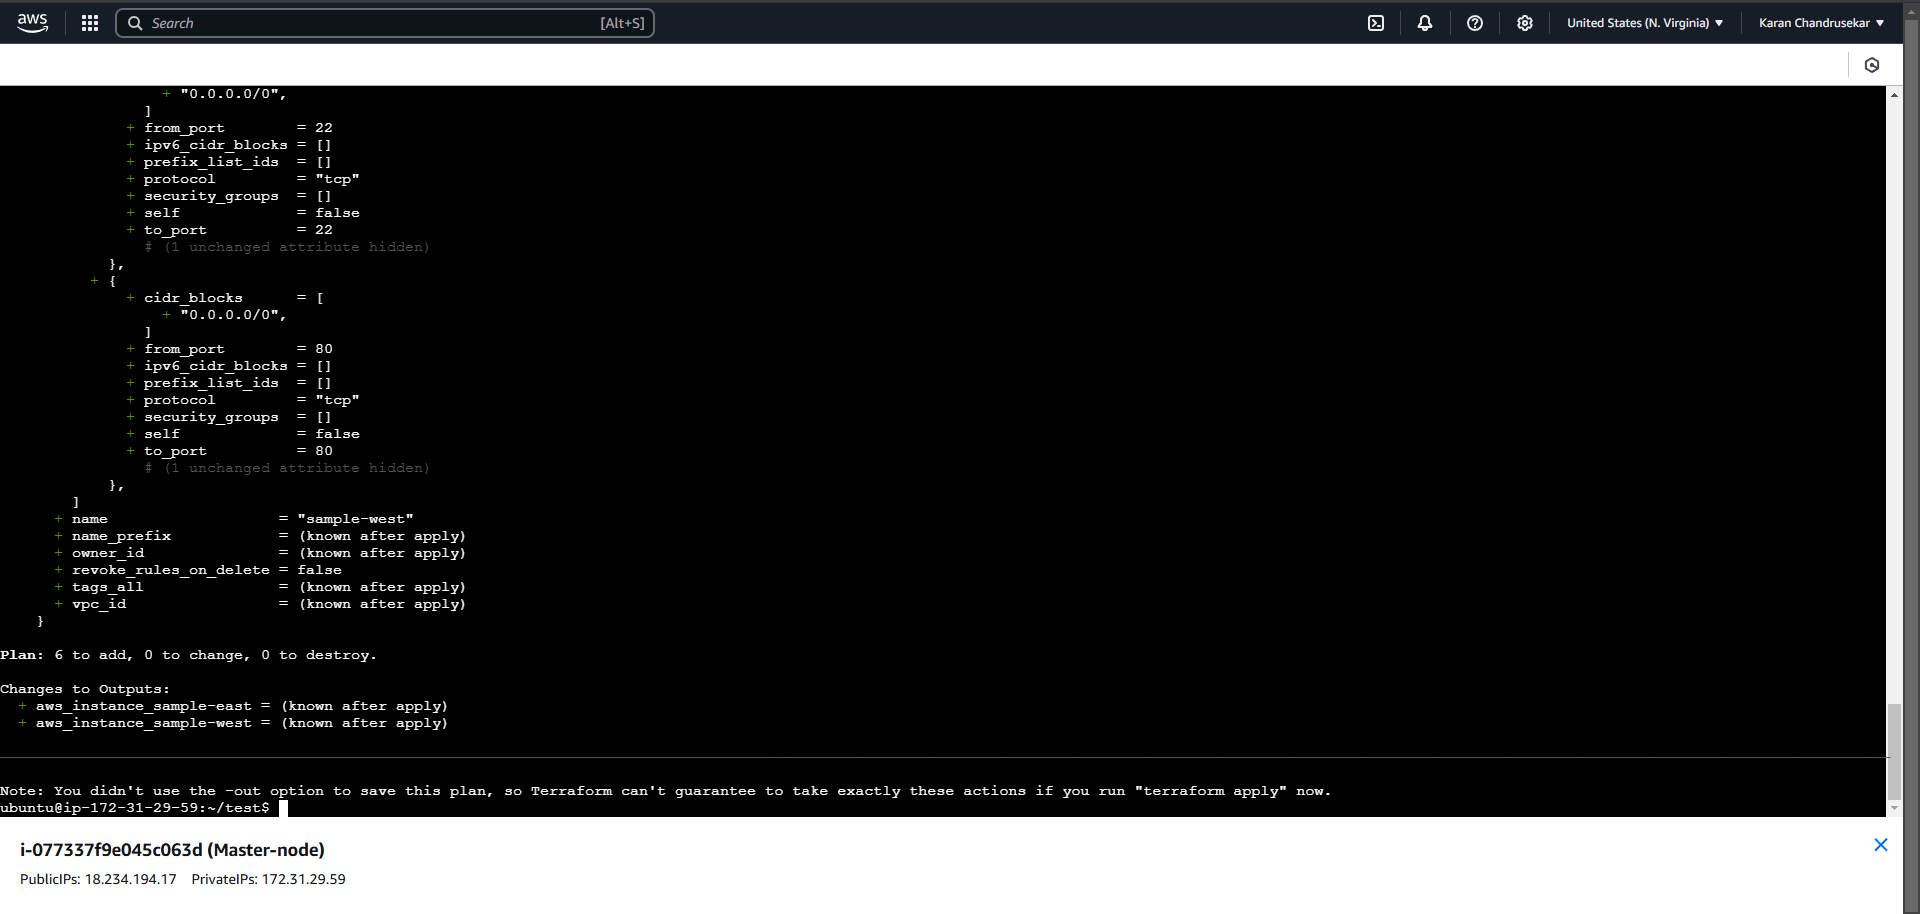 aws
Search
[Alt+S]
United States (N. Virginia)
Karan Chandrusekar
+ "0.0.0.0/0",
]
+ from_port        = 22
+ ipv6_cidr_blocks = []
+ prefix_list_ids  = []
+ protocol         = "tcp"
+ security_groups  = []
+ self             = false
+ to_port          = 22
# (1 unchanged attribute hidden)
},
+ {
+ cidr_blocks      = [
+ "0.0.0.0/0",
]
+ from_port        = 80
+ ipv6_cidr_blocks = []
+ prefix_list_ids  = []
+ protocol         = "tcp"
+ security_groups  = []
+ self             = false
+ to_port          = 80
# (1 unchanged attribute hidden)
},
]
+ name                   = "sample-west"
+ name_prefix            = (known after apply)
+ owner_id               = (known after apply)
+ revoke_rules_on_delete = false
+ tags_all               = (known after apply)
+ vpc_id                 = (known after apply)
}
Plan: 6 to add, 0 to change, 0 to destroy.
Changes to Outputs:
+ aws_instance_sample-east = (known after apply)
+ aws_instance_sample-west = (known after apply)
Note: You didn't use the -out option to save this plan, so Terraform can't guarantee to take exactly these actions if you run "terraform apply" now.
ubuntu@ip-172-31-29-59:~/test$
i-077337f9e045c063d (Master-node)
PublicIPs: 18.234.194.17 PrivateIPs: 172.31.29.59